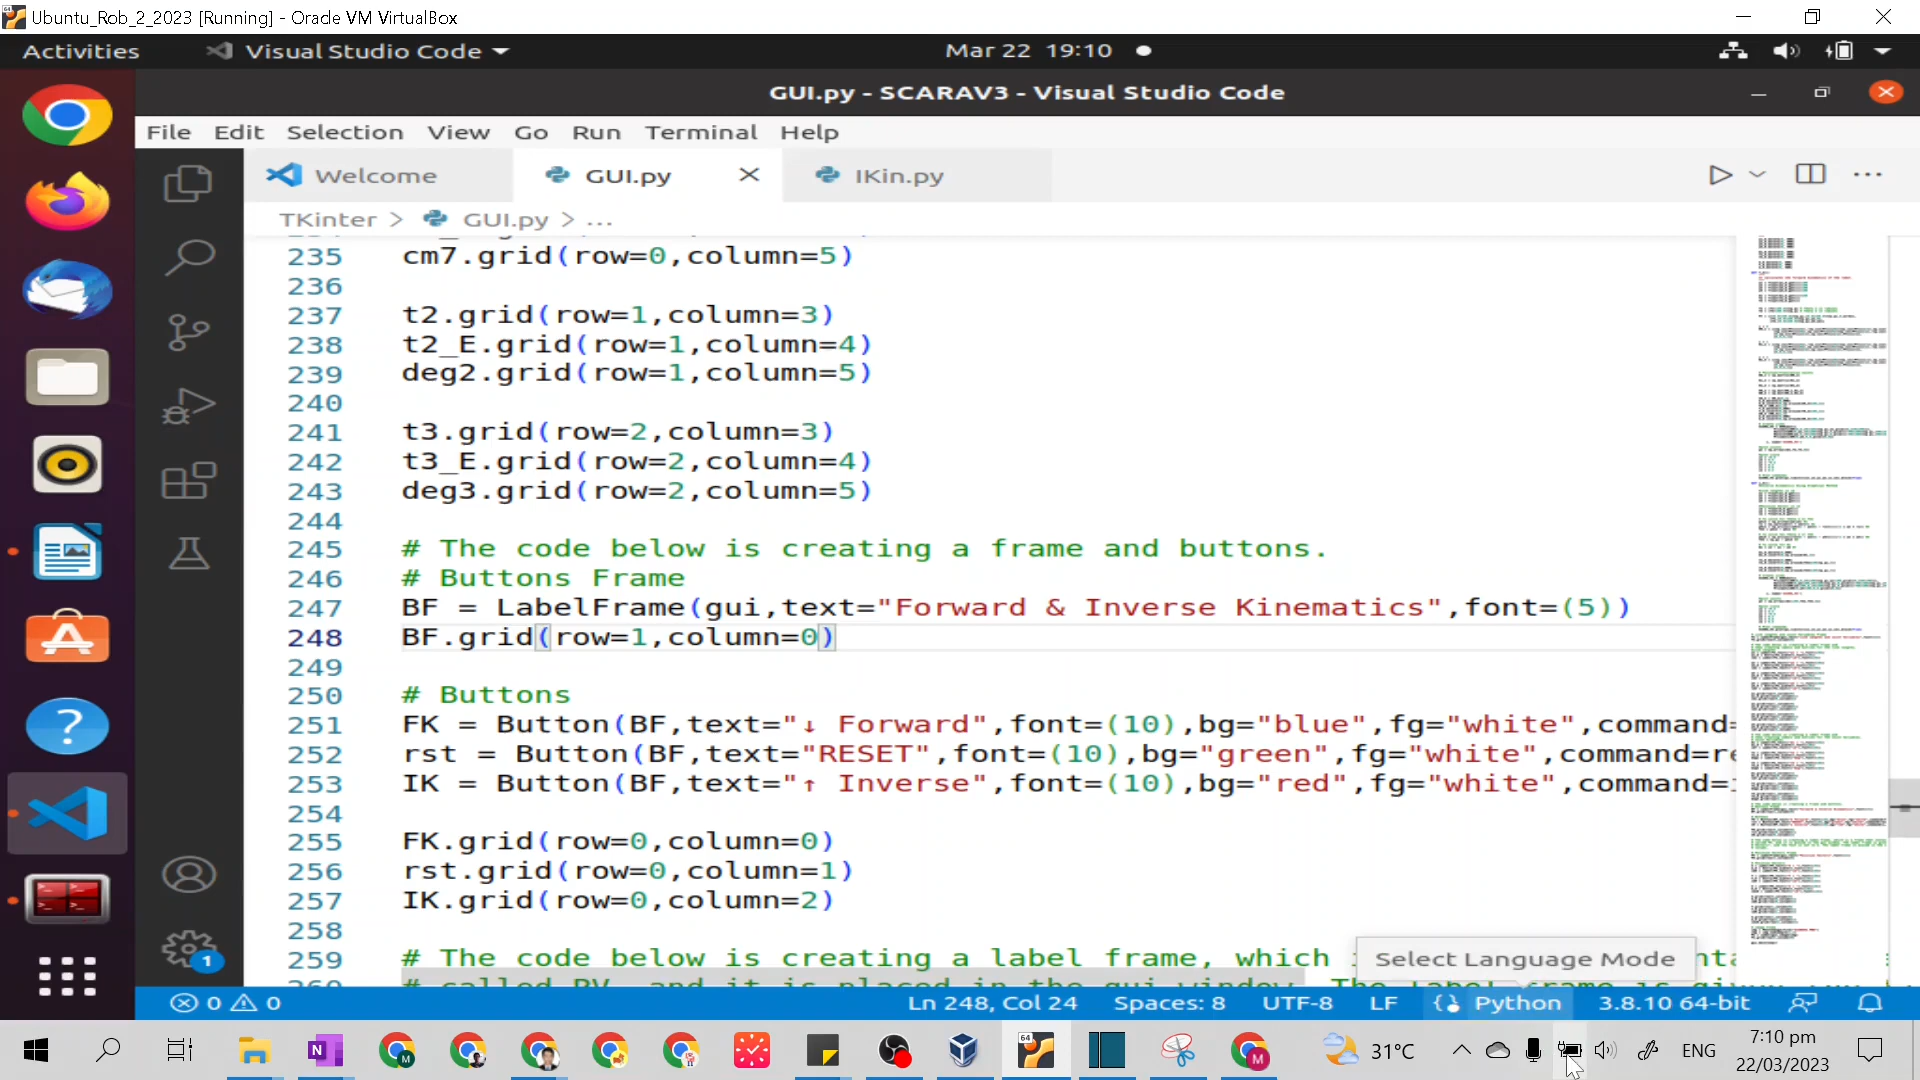 Ubuntu_Rob_2_2023 [Running] - Oracle VM VirtualBox
Activities
Visual Studio Code
Mar 22 19:10
GUI.py - SCARAV3 - Visual Studio Code
File Edit Selection View Go Run Terminal Help
Welcome
GUI.py
IKin.py
TKinter > GUI.py > ...
235 cm7.grid(row=0,column=5)
236
237 t2.grid(row=1,column=3)
238 t2_E.grid(row=1,column=4)
239 deg2.grid(row=1,column=5)
240
241 t3.grid(row=2,column=3)
242 t3_E.grid(row=2,column=4)
243 deg3.grid(row=2,column=5)
244
245 # The code below is creating a frame and buttons.
246 # Buttons Frame
247 BF = LabelFrame(gui,text="Forward & Inverse Kinematics",font=(5))
248 BF.grid(row=1,column=0)
249
250 # Buttons
251 FK = Button(BF,text="↓ Forward",font=(10),bg="blue",fg="white",command=
252 rst = Button(BF,text="RESET",font=(10),bg="green",fg="white",command=re
253 IK = Button(BF,text="↑ Inverse",font=(10),bg="red",fg="white",command=
254
255 FK.grid(row=0,column=0)
256 rst.grid(row=0,column=1)
257 IK.grid(row=0,column=2)
258
259 # The code below is creating a label frame, which
Select Language Mode
1
0 0
Ln 248, Col 24 Spaces: 8 UTF-8 LF Python 3.8.10 64-bit
31°C
ENG
7:10 pm
22/03/2023